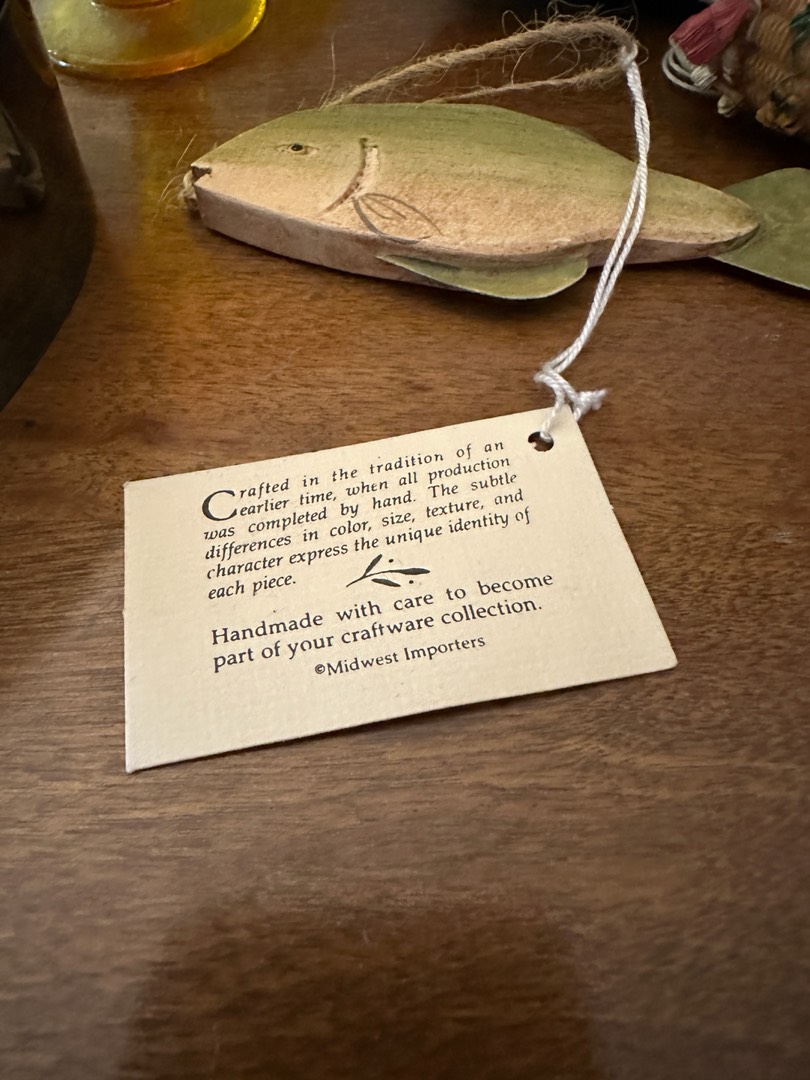 Crafted in the tradition of an
earlier time, when all production
was completed by hand. The subtle
differences in color, size, texture, and
character express the unique identity of
each piece.
Handmade with care to become
part of your craftware collection.
©Midwest Importers